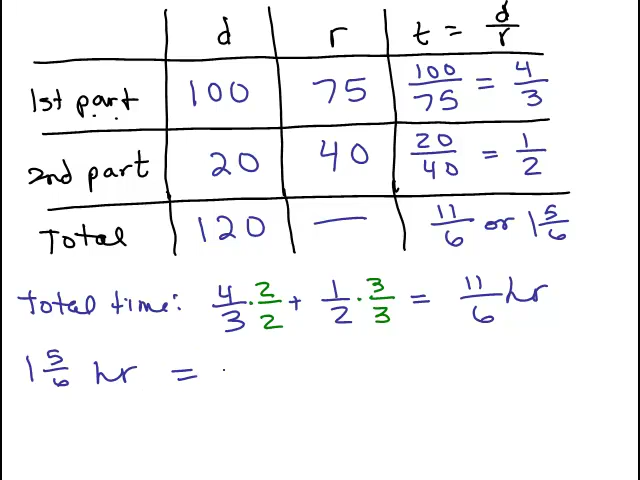 d r t = d/r
1st part 100 75 100/75 = 4/3
2nd part 20 40 20/40 = 1/2
Total 120 — 11/6 or 1 5/6
Total time: 4/3 · 2/2 + 1/2 · 3/3 = 11/6 hr
1 5/6 hr =